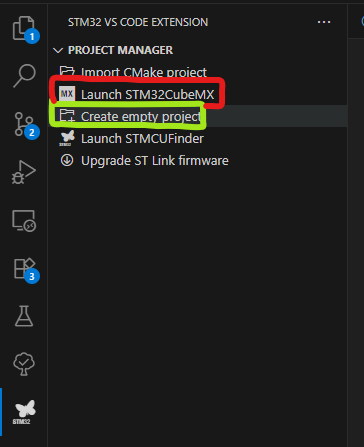 STM32 VS CODE EXTENSION
PROJECT MANAGER
Import CMake project
MX Launch STM32CubeMX
Create empty project
Launch STMCUFinder
Upgrade ST Link firmware
1
2
3
STM32